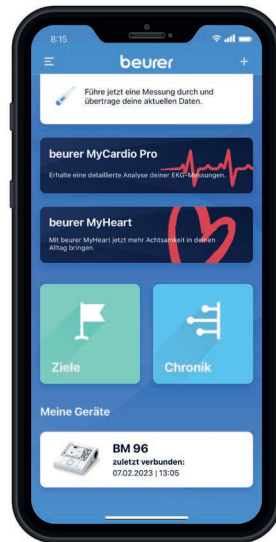 8:15
beurer
Führe jetzt eine Messung durch und
übertrage deine aktuellen Daten.
beurer MyCardio Pro
Erhalte eine detaillierte Analyse deiner EKG-Messungen.
beurer MyHeart
Mit beurer MyHeart jetzt mehr Achtsamkeit in deinen
Alltag bringen.
Ziele
Chronik
Meine Geräte
BM 96
zuletzt verbunden:
07.02.2023 | 13:05